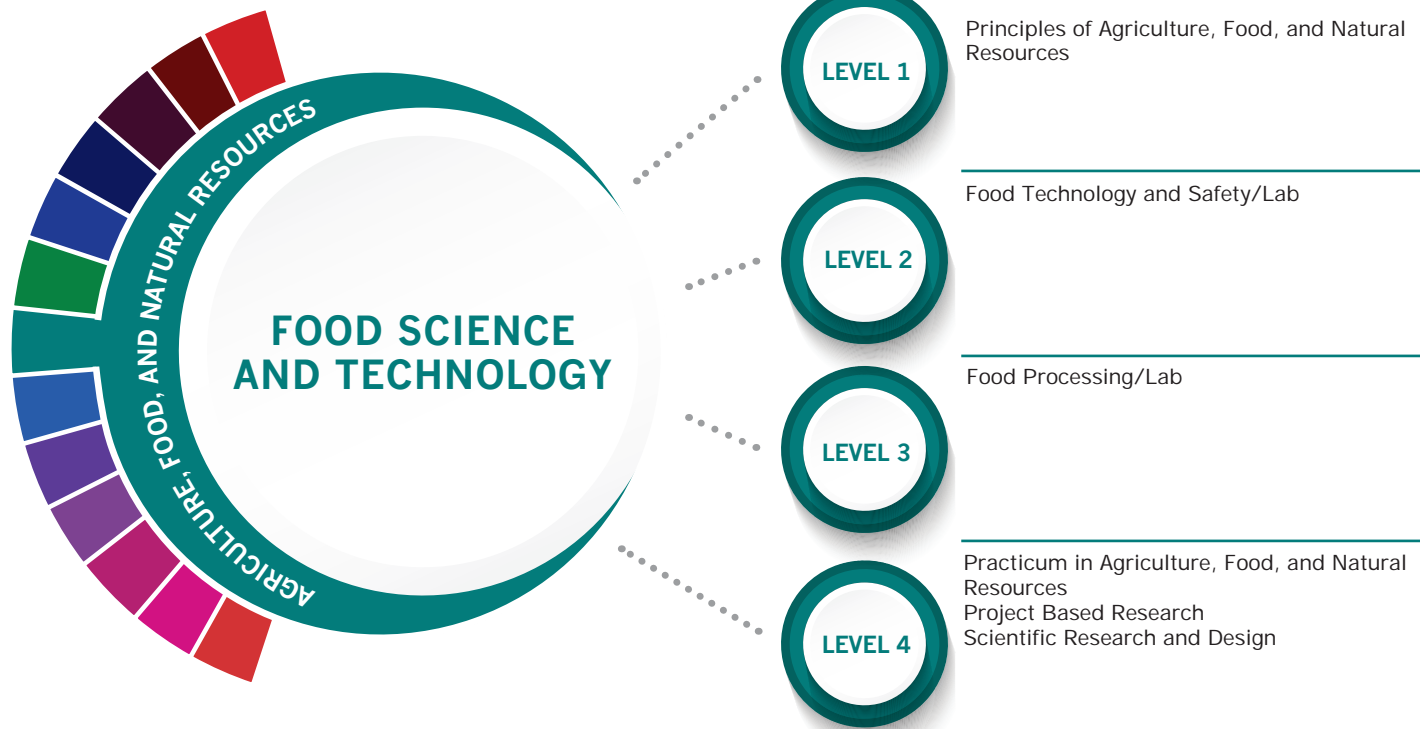 AGRICULTURE, FOOD, AND NATURAL RESOURCES
FOOD SCIENCE
AND TECHNOLOGY
LEVEL 1
Principles of Agriculture, Food, and Natural
Resources
LEVEL 2
Food Technology and Safety/Lab
LEVEL 3
Food Processing/Lab
LEVEL 4
Practicum in Agriculture, Food, and Natural
Resources
Project Based Research
Scientific Research and Design